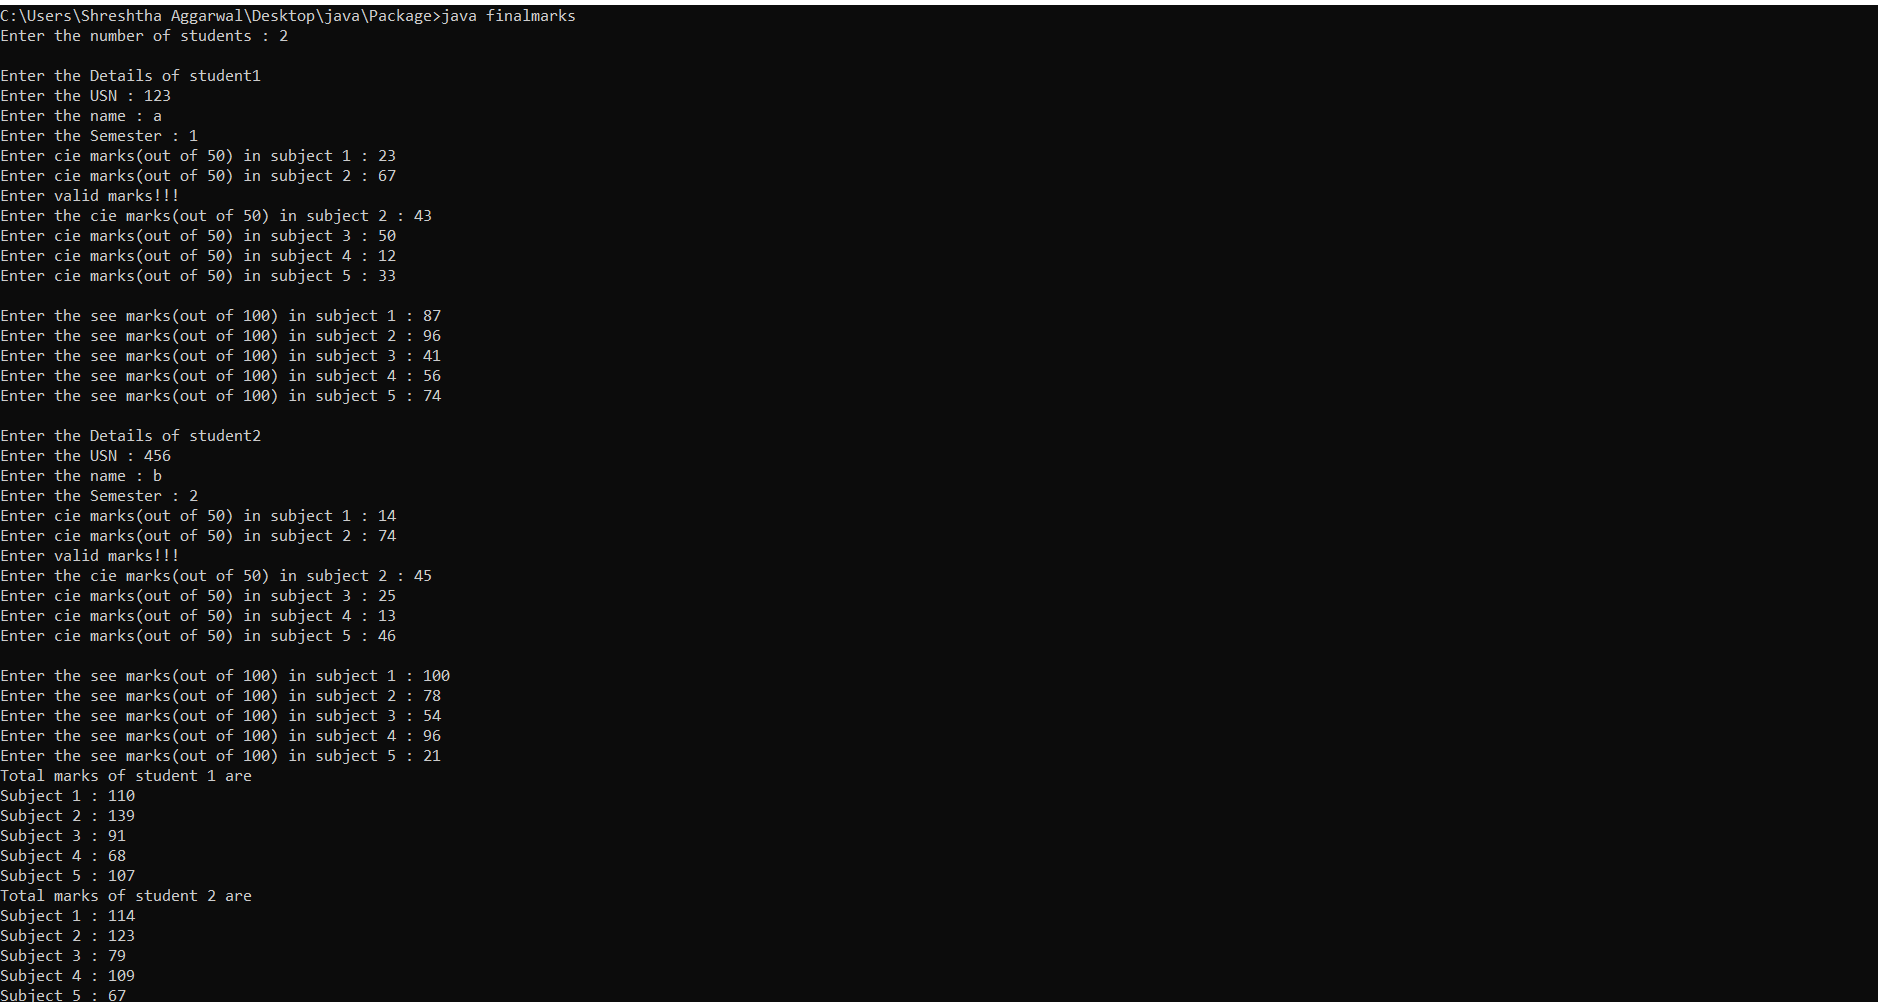 C:\Users\Shreshtha Aggarwal\Desktop\java\Package>java finalmarks
Enter the number of students : 2
Enter the Details of student1
Enter the USN : 123
Enter the name : a
Enter the Semester : 1
Enter cie marks(out of 50) in subject 1 : 23
Enter cie marks(out of 50) in subject 2 : 67
Enter valid marks!!!
Enter the cie marks(out of 50) in subject 2 : 43
Enter cie marks(out of 50) in subject 3 : 50
Enter cie marks(out of 50) in subject 4 : 12
Enter cie marks(out of 50) in subject 5 : 33
Enter the see marks(out of 100) in subject 1 : 87
Enter the see marks(out of 100) in subject 2 : 96
Enter the see marks(out of 100) in subject 3 : 41
Enter the see marks(out of 100) in subject 4 : 56
Enter the see marks(out of 100) in subject 5 : 74
Enter the Details of student2
Enter the USN : 456
Enter the name : b
Enter the Semester : 2
Enter cie marks(out of 50) in subject 1 : 14
Enter cie marks(out of 50) in subject 2 : 74
Enter valid marks!!!
Enter the cie marks(out of 50) in subject 2 : 45
Enter cie marks(out of 50) in subject 3 : 25
Enter cie marks(out of 50) in subject 4 : 13
Enter cie marks(out of 50) in subject 5 : 46
Enter the see marks(out of 100) in subject 1 : 100
Enter the see marks(out of 100) in subject 2 : 78
Enter the see marks(out of 100) in subject 3 : 54
Enter the see marks(out of 100) in subject 4 : 96
Enter the see marks(out of 100) in subject 5 : 21
Total marks of student 1 are
Subject 1 : 110
Subject 2 : 139
Subject 3 : 91
Subject 4 : 68
Subject 5 : 107
Total marks of student 2 are
Subject 1 : 114
Subject 2 : 123
Subject 3 : 79
Subject 4 : 109
Subject 5 : 67